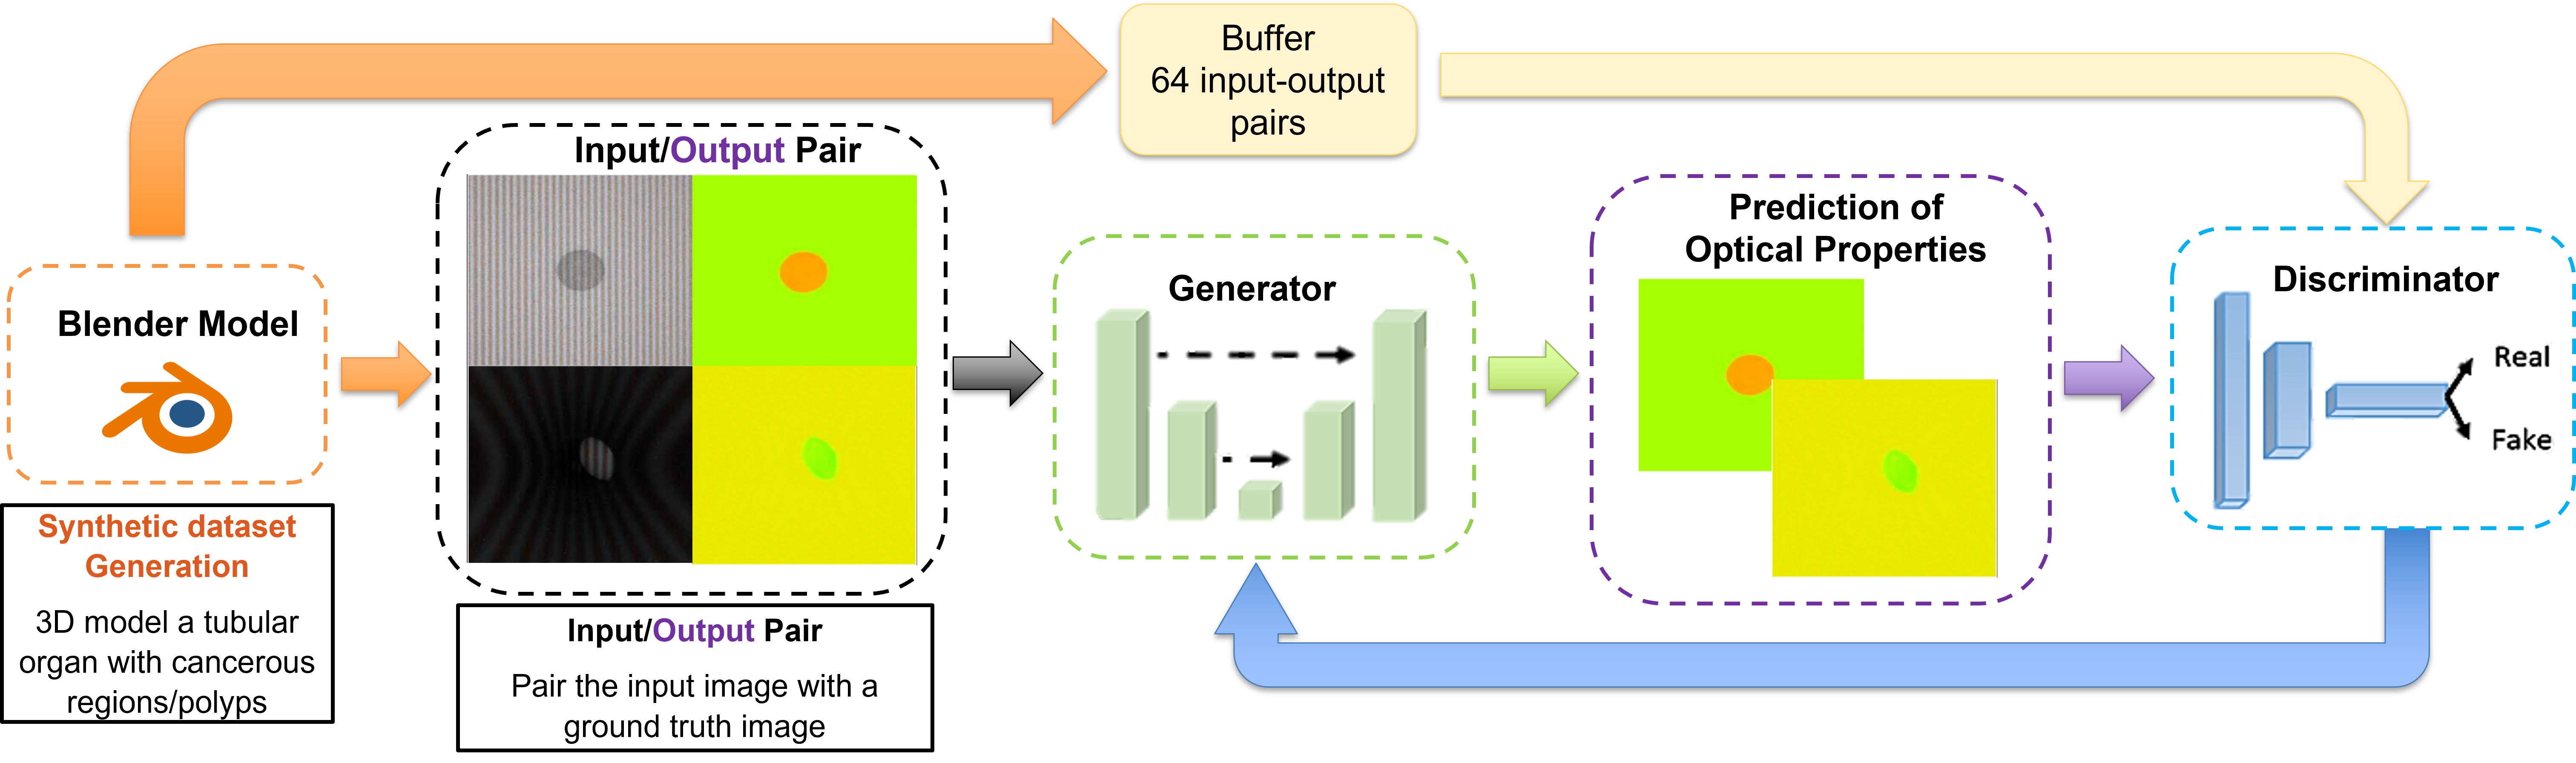 Buffer
64 input-output
pairs
Blender Model
Synthetic dataset
Generation
3D model a tubular
organ with cancerous
regions/polyps
Input/Output Pair
Input/Output Pair
Pair the input image with a
ground truth image
Generator
Prediction of
Optical Properties
Discriminator
Real
Fake